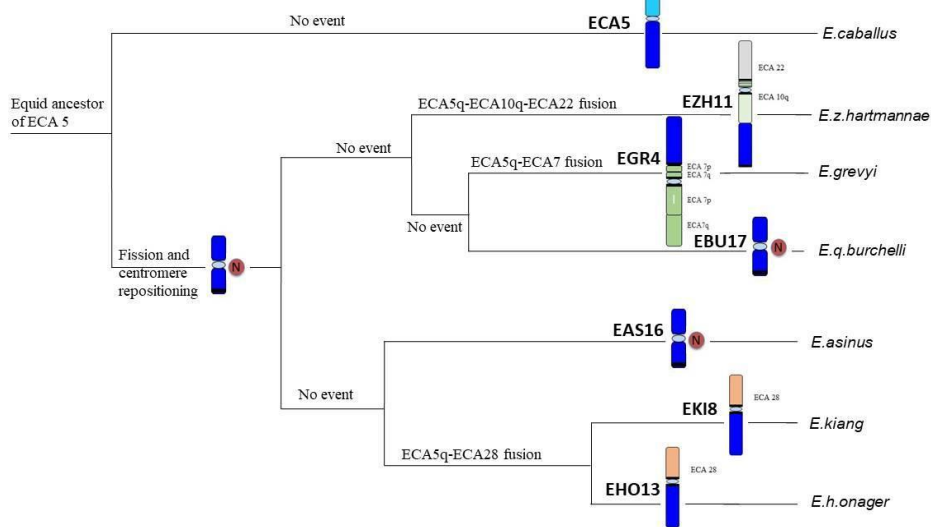 No event
ECA5
E.caballus
ECA 22
Equid ancestor
of ECA 5
ECA5q-ECA10q-ECA22 fusion
EZH11
ECA 10q
E.z.hartmannae
No event
ECA5q-ECA7 fusion
EGR4
ECA 7p
ECA 7q
E.grevyi
ECA 7p
No event
ECA7q
Fission and
centromere
repositioning
N
EBU17
N
E.q.burchelli
EAS16
N
E.asinus
No event
EKI8
ECA 28
E.kiang
ECA5q-ECA28 fusion
EHO13
ECA 28
E.h.onager